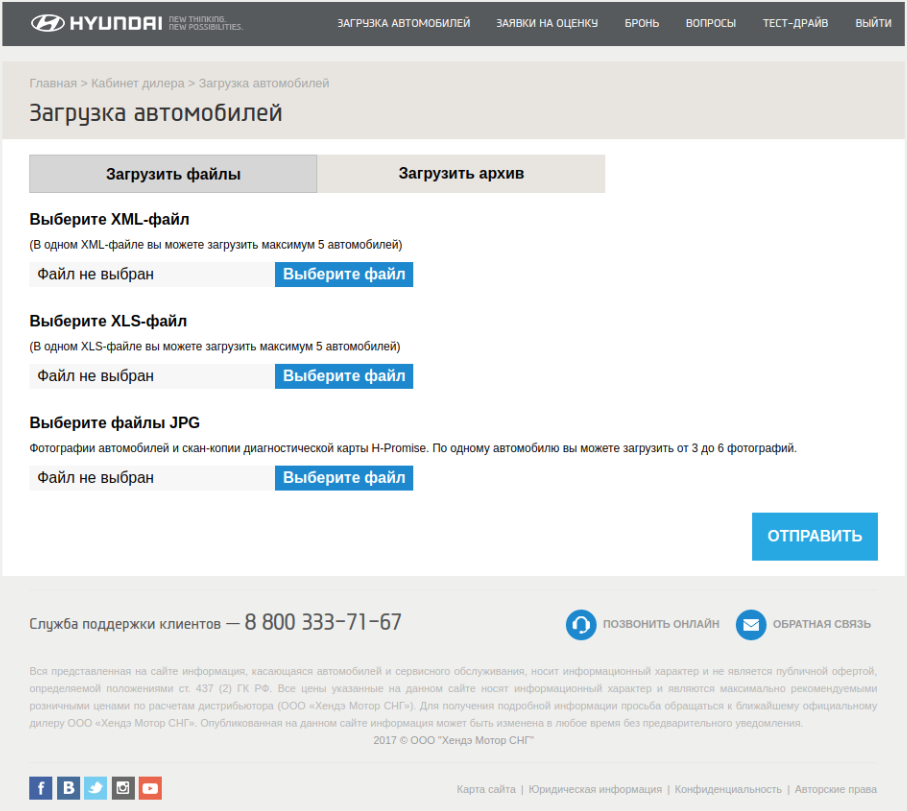 HYUNDAI NEW THINKING.
NEW POSSIBILITIES.
ЗАГРУЗКА АВТОМОБИЛЕЙ ЗАЯВКИ НА ОЦЕНКУ БРОНЬ ВОПРОСЫ ТЕСТ-ДРАЙВ ВЫЙТИ
Главная > Кабинет дилера > Загрузка автомобилей
Загрузка автомобилей
Загрузить файлы Загрузить архив
Выберите XML-файл
(В одном XML-файле вы можете загрузить максимум 5 автомобилей)
Файл не выбран Выберите файл
Выберите XLS-файл
(В одном XLS-файле вы можете загрузить максимум 5 автомобилей)
Файл не выбран Выберите файл
Выберите файлы JPG
Фотографии автомобилей и скан-копии диагностической карты H-Promise. По одному автомобилю вы можете загрузить от 3 до 6 фотографий.
Файл не выбран Выберите файл
ОТПРАВИТЬ
Служба поддержки клиентов — 8 800 333-71-67
ПОЗВОНИТЬ ОНЛАЙН ОБРАТНАЯ СВЯЗЬ
Вся представленная на сайте информация, касающаяся автомобилей и сервисного обслуживания, носит информационный характер и не является публичной офертой,
определяемой положениями ст. 437 (2) ГК РФ. Все цены указанные на данном сайте носят информационный характер и являются максимально рекомендуемыми
розничными ценами по расчетам дистрибьютора (ООО «Хендэ Мотор СНГ»). Для получения подробной информации просьба обращаться к ближайшему официальному
дилеру ООО «Хендэ Мотор СНГ». Опубликованная на данном сайте информация может быть изменена в любое время без предварительного уведомления.
2017 © ООО "Хендэ Мотор СНГ"
Карта сайта | Юридическая информация | Конфиденциальность | Авторские права